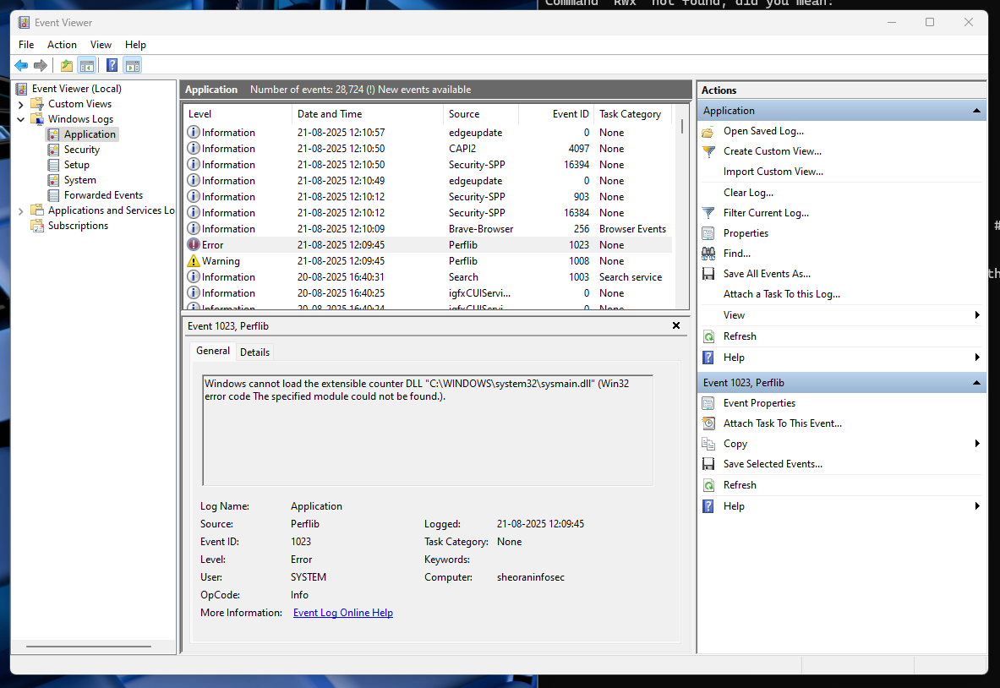 Command 'RWX' not found, did you mean:
Event Viewer
File Action View Help
Event Viewer (Local)
Custom Views
Windows Logs
Application
Security
Setup
System
Forwarded Events
Applications and Services Lo
Subscriptions
Application Number of events: 28,724 (!) New events available
Level Date and Time Source Event ID Task Category
Information 21-08-2025 12:10:57 edgeupdate 0 None
Information 21-08-2025 12:10:50 CAPI2 4097 None
Information 21-08-2025 12:10:50 Security-SPP 16394 None
Information 21-08-2025 12:10:49 edgeupdate 0 None
Information 21-08-2025 12:10:12 Security-SPP 903 None
Information 21-08-2025 12:10:12 Security-SPP 16384 None
Information 21-08-2025 12:10:09 Brave-Browser 256 Browser Events
Error 21-08-2025 12:09:45 Perflib 1023 None
Warning 21-08-2025 12:09:45 Perflib 1008 None
Information 20-08-2025 16:40:31 Search 1003 Search service
Information 20-08-2025 16:40:25 igfxCUIServi... 0 None
Information 20-08-2025 16:40:24 igfxCUIServi... 0 None
Event 1023, Perflib
General Details
Windows cannot load the extensible counter DLL "C:\WINDOWS\system32\sysmain.dll" (Win32
error code The specified module could not be found.).
Log Name: Application
Source: Perflib Logged: 21-08-2025 12:09:45
Event ID: 1023 Task Category: None
Level: Error Keywords:
User: SYSTEM Computer: sheoraninfosec
OpCode: Info
More Information: Event Log Online Help
Actions
Application
Open Saved Log...
Create Custom View...
Import Custom View...
Clear Log...
Filter Current Log...
Properties
Find...
Save All Events As...
Attach a Task To this Log...
View
Refresh
Help
Event 1023, Perflib
Event Properties
Attach Task To This Event...
Copy
Save Selected Events...
Refresh
Help
#
th